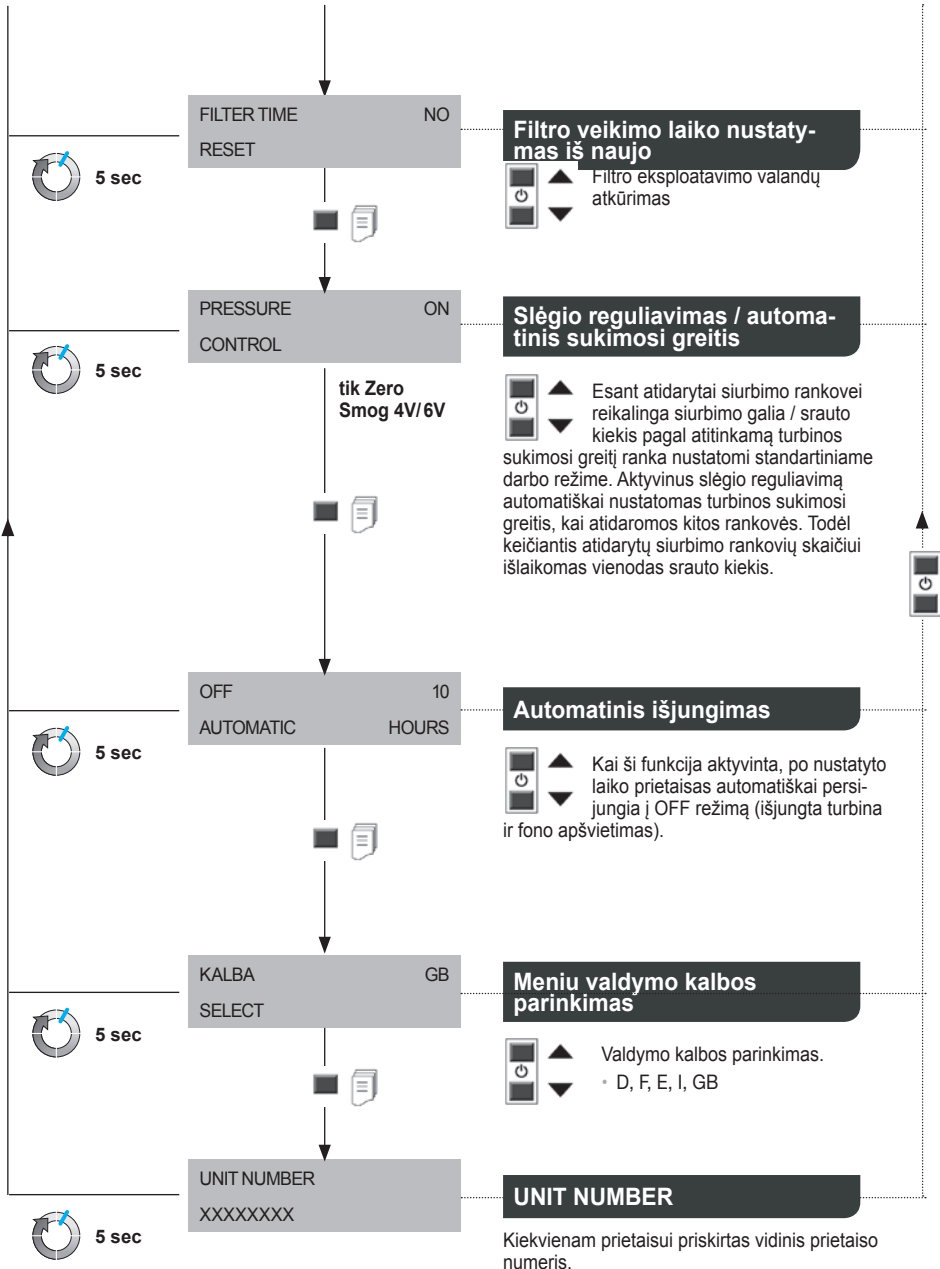 FILTER TIME NO
RESET
Filtro veikimo laiko nustaty-
mas iš naujo
5 sec
Filtro eksploatavimo valandų
atkūrimas
PRESSURE ON
CONTROL
Slėgio reguliavimas / automa-
tinis sukimosi greitis
5 sec
tik Zero
Smog 4V/6V
Esant atidarytai siurbimo rankovei
reikalinga siurbimo galia / srauto
kiekis pagal atitinkamą turbinos
sukimosi greitį ranka nustatomi standartiniame
darbo režime. Aktyvinus slėgio reguliavimą
automatiškai nustatomas turbinos sukimosi
greitis, kai atidaromos kitos rankovės. Todėl
keičiantis atidarytų siurbimo rankovių skaičiui
išlaikomas vienodas srauto kiekis.
OFF 10
AUTOMATIC HOURS
Automatinis išjungimas
5 sec
Kai ši funkcija aktyvinta, po nustatyto
laiko prietaisas automatiškai persi-
jungia į OFF režimą (išjungta turbina
ir fono apšvietimas).
KALBA GB
SELECT
Meniu valdymo kalbos
parinkimas
5 sec
Valdymo kalbos parinkimas.
• D, F, E, I, GB
UNIT NUMBER
XXXXXXXX
UNIT NUMBER
5 sec
Kiekvienam prietaisui priskirtas vidinis prietaiso
numeris.